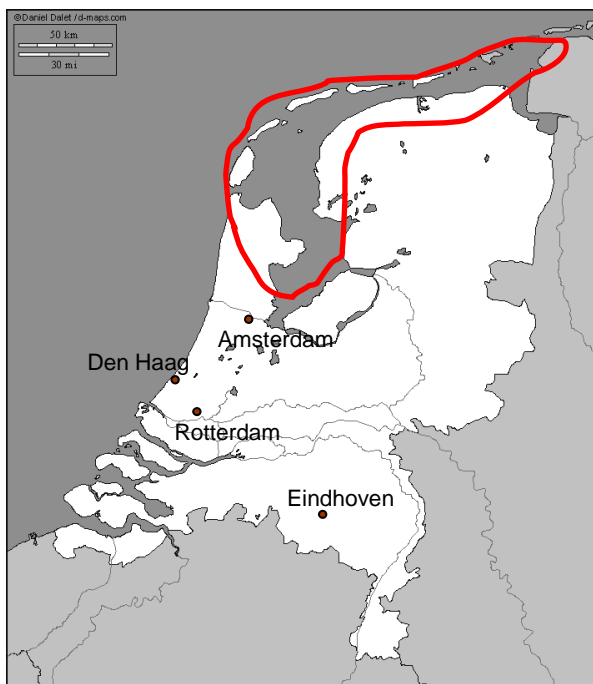 ©Daniel Dalet /d-maps.com
50 km
30 mi
Amsterdam
Den Haag
Rotterdam
Eindhoven